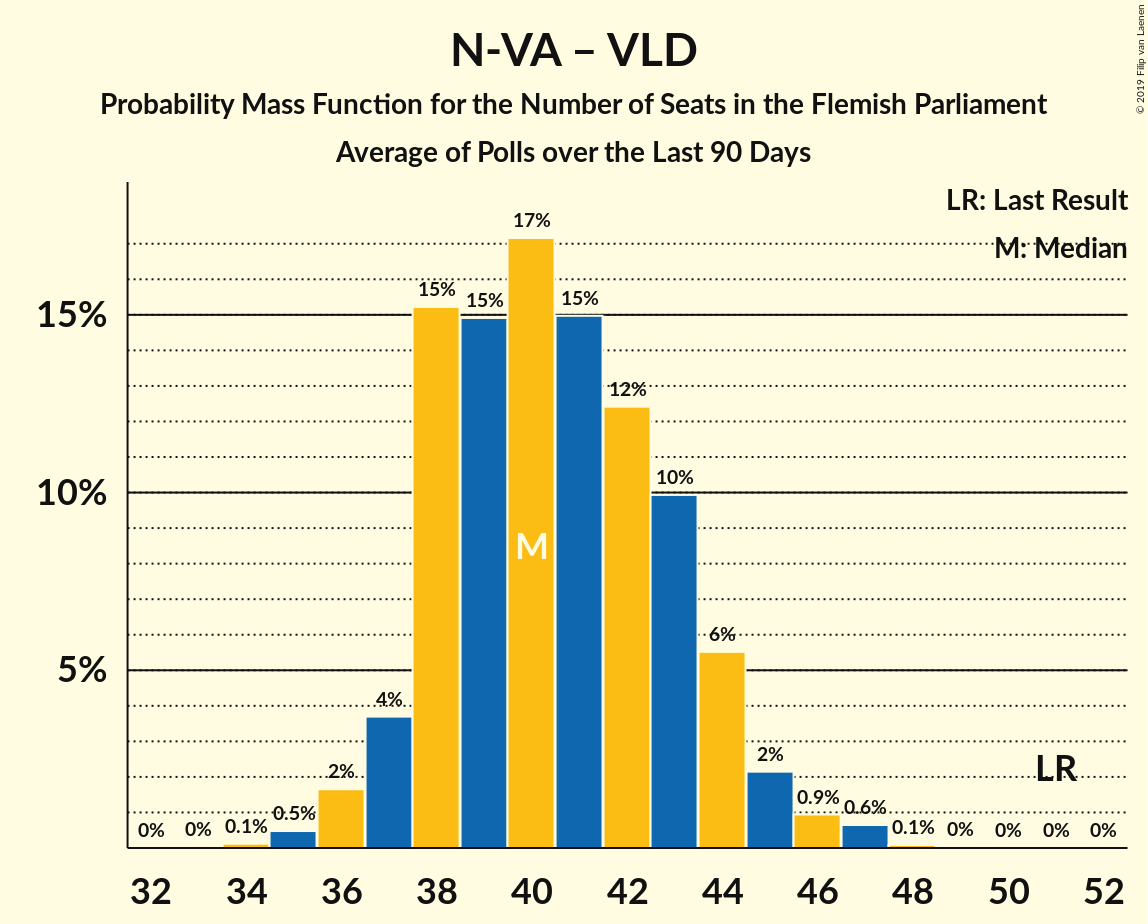 N-VA – VLD
Probability Mass Function for the Number of Seats in the Flemish Parliament
Average of Polls over the Last 90 Days
© 2019 Filip van Laenen
LR: Last Result
M: Median
15%
10%
5%
0%
0%
0.1%
0.5%
2%
4%
15%
15%
17%
15%
12%
10%
6%
2%
0.9%
0.6%
0.1%
0%
0%
0%
0%
M
LR
32 34 36 38 40 42 44 46 48 50 52